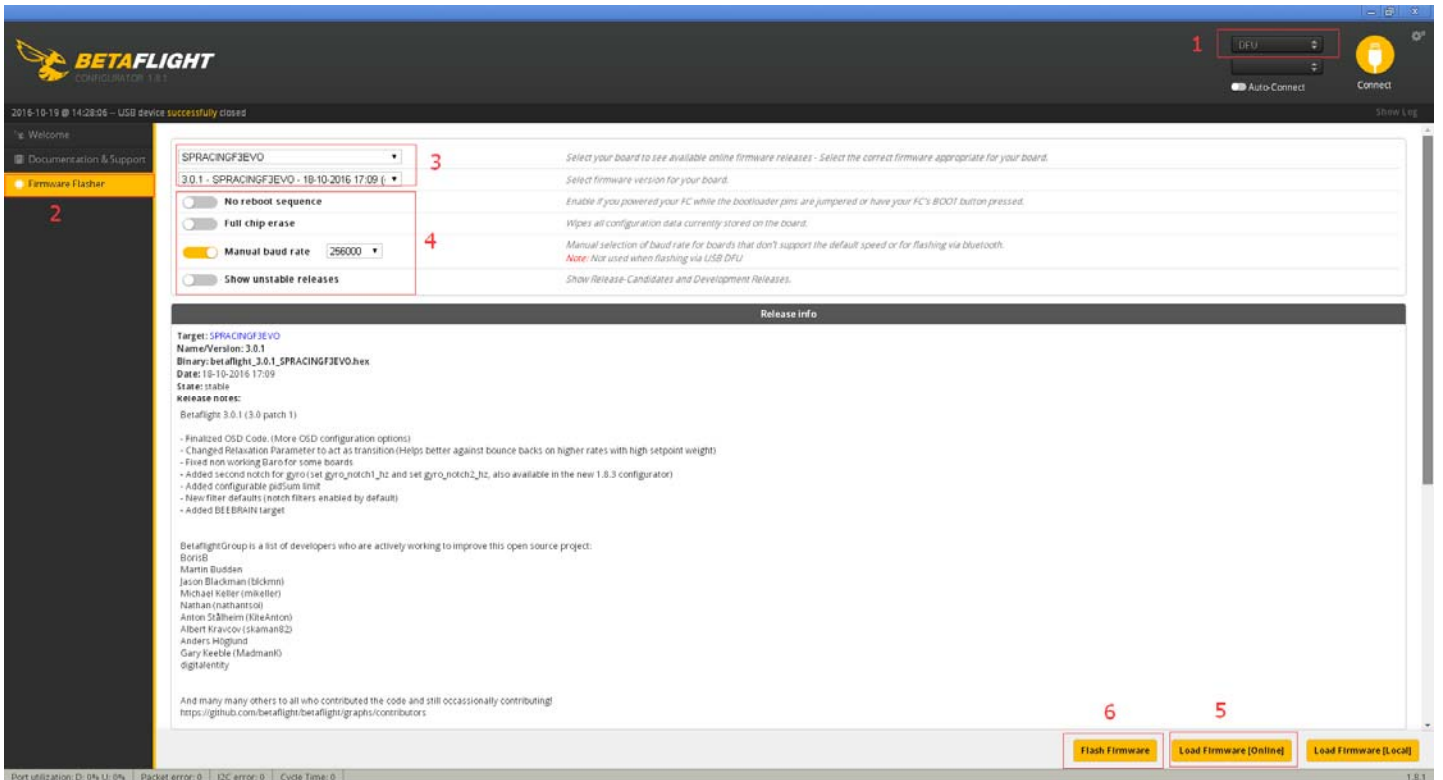 BETAFLIGHT
CONFIGURATOR 1.8.1
1
DFU
Auto-Connect
Connect
2016-10-19 @ 14:28:06 -- USB device successfully closed
Show Log
Welcome
Documentation & Support
Firmware Flasher
2
SPRACINGF3EVO
3
Select your board to see available online firmware releases - Select the correct firmware appropriate for your board.
3.0.1 - SPRACINGF3EVO - 18-10-2016 17:09 (
Select firmware version for your board.
No reboot sequence
Enable if you powered your FC while the bootloader pins are jumpered or have your FC's BOOT button pressed.
Full chip erase
Wipes all configuration data currently stored on the board.
4
Manual baud rate 256000
Manual selection of baud rate for boards that don't support the default speed or for flashing via bluetooth.
Note: Not used when flashing via USB DFU
Show unstable releases
Show Release-Candidates and Development Releases.
Release info
Target: SPRACINGF3EVO
Name/Version: 3.0.1
Binary: betaflight_3.0.1_SPRACINGF3EVO.hex
Date: 18-10-2016 17:09
State: stable
Release notes:
Betaflight 3.0.1 (3.0 patch 1)
- Finalized OSD Code. (More OSD configuration options)
- Changed Relaxation Parameter to act as transition (Helps better against bounce backs on higher rates with high setpoint weight)
- Fixed non working Baro for some boards
- Added second notch for gyro (set gyro_notch1_hz and set gyro_notch2_hz, also available in the new 1.8.3 configurator)
- Added configurable pidSum limit
- New filter defaults (notch filters enabled by default)
- Added BEEBRAIN target
BetaflightGroup is a list of developers who are actively working to improve this open source project:
BorisB
Martin Budden
Jason Blackman (blckmn)
Michael Keller (mikeller)
Nathan (nathantsoi)
Anton Stålheim (KiteAnton)
Albert Kravcov (skaman82)
Anders Höglund
Gary Keeble (MadmanK)
digitalentity
And many many others to all who contributed the code and still occassionally contributing!
https://github.com/betaflight/betaflight/graphs/contributors
6
5
Flash Firmware
Load Firmware [Online]
Load Firmware [Local]
Port utilization: D: 0% U: 0% Packet error: 0 I2C error: 0 Cycle Time: 0
1.8.1